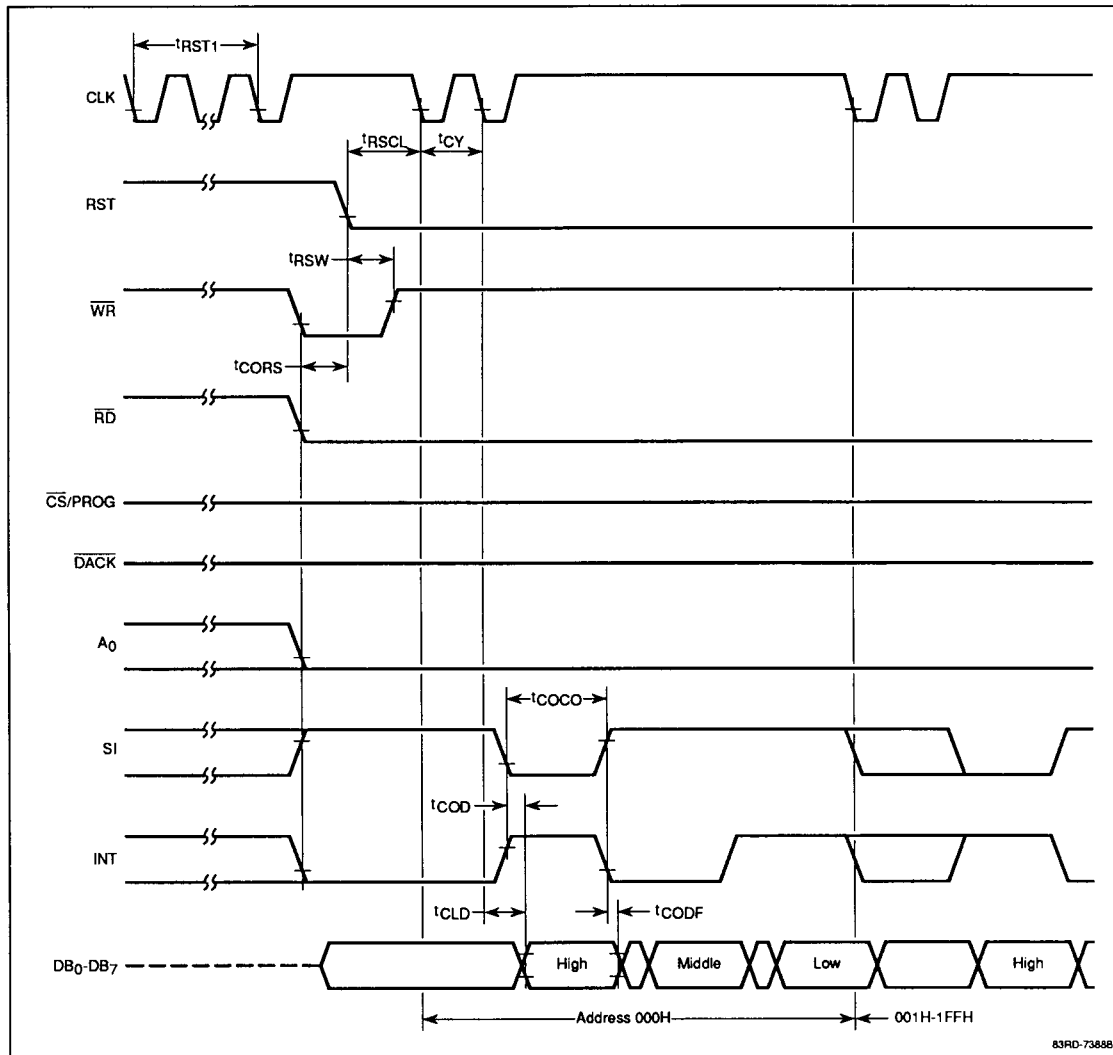 tRST1
CLK
tRSCL
tCY
RST
tRSW
WR
tCORS
RD
CS/PROG
DACK
A0
tCOCO
SI
tCOD
INT
tCLD
tCODF
DB0-DB7
High
Middle
Low
High
Address 000H
001H-1FFH
83RD-7388B